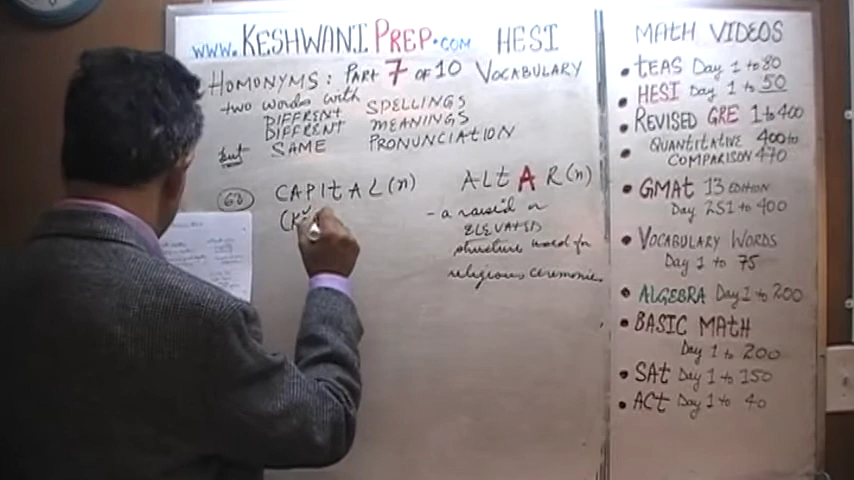 www.KESHWANI PREP.com HESI
HOMONYMS: PART 7 OF 10 VOCABULARY
two words with
DIFFRENT SPELLINGS
DIFFRENT MEANINGS
but SAME PRONUNCIATION
CAPITAL (n)
ALTAR (n)
- a raised or
ELEVATED
structure used for
religious ceremonies
MATH VIDEOS
• TEAS Day 1 to 80
• HESI Day 1 to 50
• REVISED GRE 1 to 400
• QUANTITATIVE 400 to
COMPARISON 470
• GMAT 13 EDITION
Day 251 to 400
• VOCABULARY WORDS
Day 1 to 75
• ALGEBRA Day 1 to 200
• BASIC MATH
Day 1 to 200
• SAT Day 1 to 150
• ACT Day 1 to 40